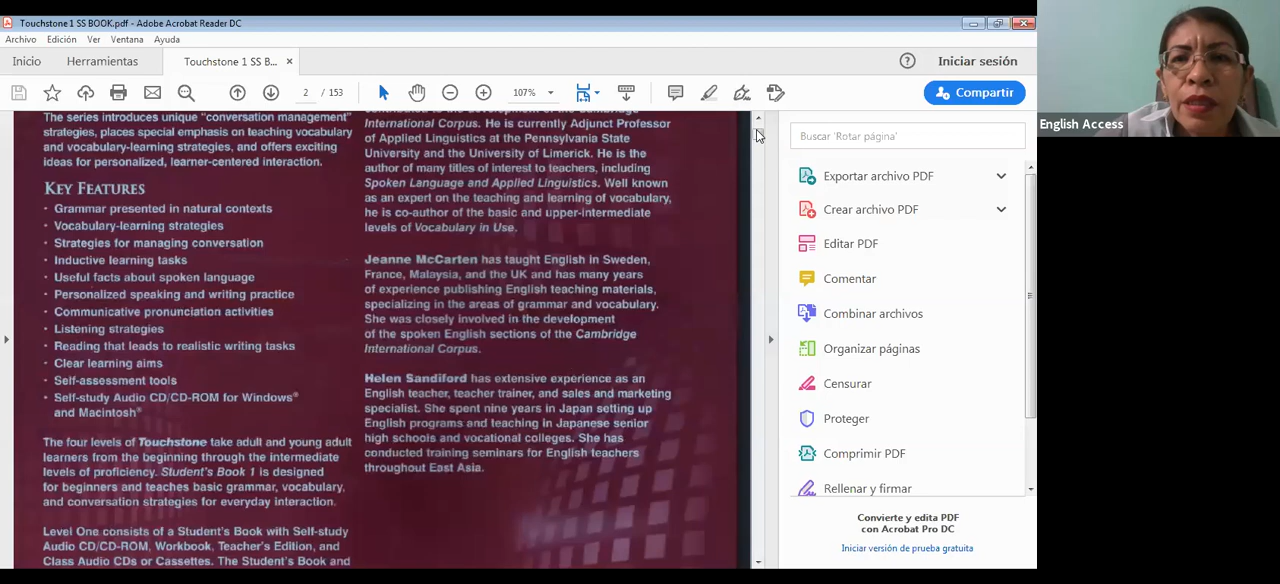 Touchstone 1 SS BOOK.pdf - Adobe Acrobat Reader DC
Archivo Edición Ver Ventana Ayuda
Inicio Herramientas Touchstone 1 SS B... × Iniciar sesión
2 / 153 107% Compartir
The series introduces unique "conversation management"
strategies, places special emphasis on teaching vocabulary
and vocabulary-learning strategies, and offers exciting
ideas for personalized, learner-centered interaction.
KEY FEATURES
· Grammar presented in natural contexts
· Vocabulary-learning strategies
· Strategies for managing conversation
· Inductive learning tasks
· Useful facts about spoken language
· Personalized speaking and writing practice
· Communicative pronunciation activities
· Listening strategies
· Reading that leads to realistic writing tasks
· Clear learning aims
· Self-assessment tools
· Self-study Audio CD/CD-ROM for Windows®
and Macintosh®
The four levels of Touchstone take adult and young adult
learners from the beginning through the intermediate
levels of proficiency. Student's Book 1 is designed
for beginners and teaches basic grammar, vocabulary,
and conversation strategies for everyday interaction.
Level One consists of a Student's Book with Self-study
Audio CD/CD-ROM, Workbook, Teacher's Edition, and
Class Audio CDs or Cassettes. The Student's Book and
International Corpus. He is currently Adjunct Professor
of Applied Linguistics at the Pennsylvania State
University and the University of Limerick. He is the
author of many titles of interest to teachers, including
Spoken Language and Applied Linguistics. Well known
as an expert on the teaching and learning of vocabulary,
he is co-author of the basic and upper-intermediate
levels of Vocabulary in Use.
Jeanne McCarten has taught English in Sweden,
France, Malaysia, and the UK and has many years
of experience publishing English teaching materials,
specializing in the areas of grammar and vocabulary.
She was closely involved in the development
of the spoken English sections of the Cambridge
International Corpus.
Helen Sandiford has extensive experience as an
English teacher, teacher trainer, and sales and marketing
specialist. She spent nine years in Japan setting up
English programs and teaching in Japanese senior
high schools and vocational colleges. She has
conducted training seminars for English teachers
throughout East Asia.
Buscar 'Rotar página'
Exportar archivo PDF
Crear archivo PDF
Editar PDF
Comentar
Combinar archivos
Organizar páginas
Censurar
Proteger
Comprimir PDF
Rellenar y firmar
Convierte y edita PDF
con Acrobat Pro DC
Iniciar versión de prueba gratuita
English Access